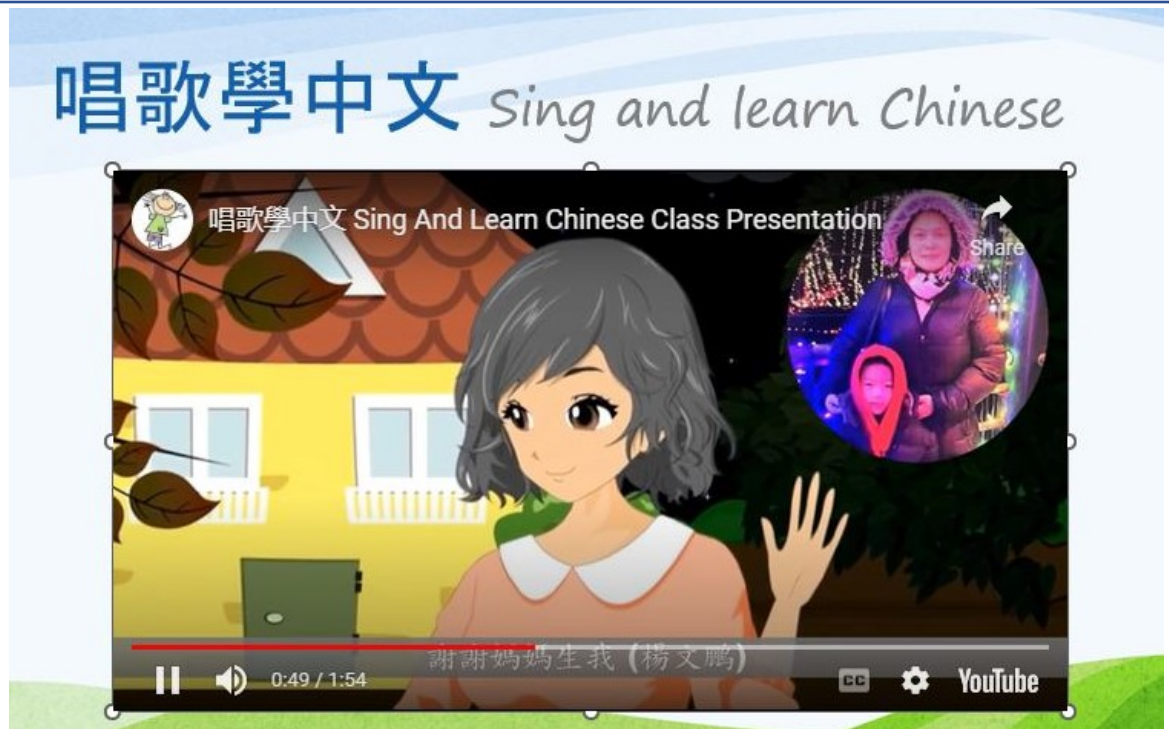 唱歌學中文 Sing and learn Chinese
唱歌學中文 Sing And Learn Chinese Class Presentation
Share
謝謝媽媽生我 (楊文鵬)
0:49 / 1:54
CC
YouTube